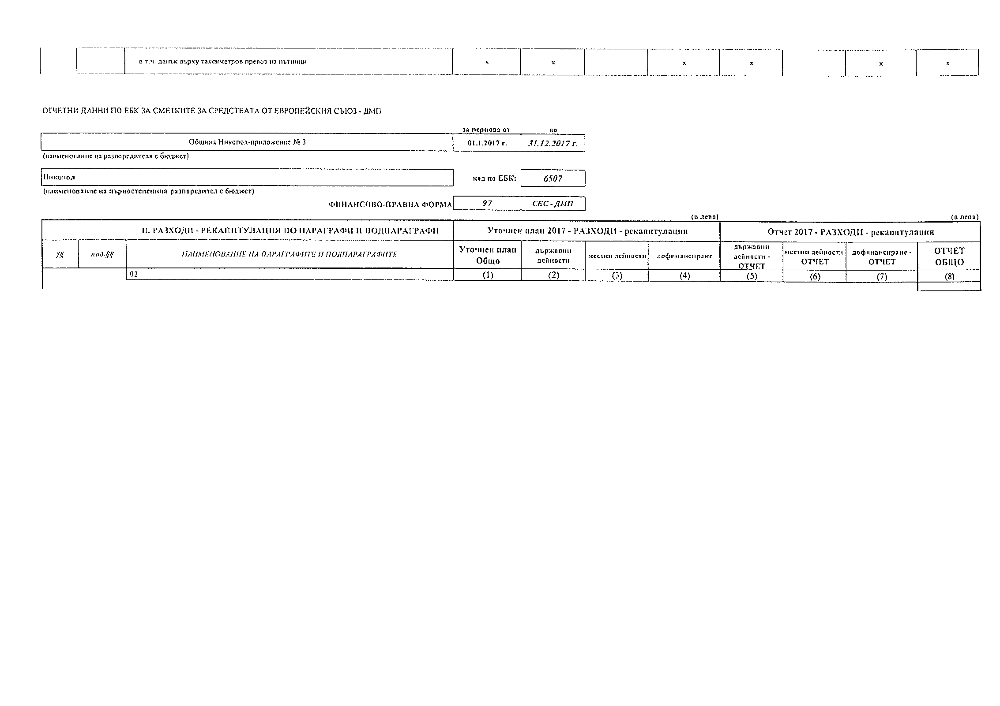 в т.ч. данък върху таксиметров превоз на пътници x x x x x x
ОТЧЕТНИ ДАННИ ПО ЕБК ЗА СМЕТКИТЕ ЗА СРЕДСТВАТА ОТ ЕВРОПЕЙСКИЯ СЪЮЗ - ДМП
за периода от по
Община Никопол-приложение № 3 01.1.2017 г. 31.12.2017 г.
(наименование на разпоредителя с бюджет)
Никопол код по ЕБК: 6507
(наименование на първостепенния разпоредител с бюджет)
ФИНАНСОВО-ПРАВНА ФОРМА 97 СЕС - ДМП
(в лева) (в лева)
II. РАЗХОДИ - РЕКАПИТУЛАЦИЯ ПО ПАРАГРАФИ И ПОДПАРАГРАФИ Уточнен план 2017 - РАЗХОДИ - рекапитулация Отчет 2017 - РАЗХОДИ - рекапитулация
§§ под-§§ НАИМЕНОВАНИЕ НА ПАРАГРАФИТЕ И ПОДПАРАГРАФИТЕ
Уточнен план
Общо
държавни
дейности
местни дейности
дофинансиране
държавни
дейности -
ОТЧЕТ
местни дейности
ОТЧЕТ
дофинансиране -
ОТЧЕТ
ОТЧЕТ
ОБЩО
02 ¦ (1) (2) (3) (4) (5) (6) (7) (8)